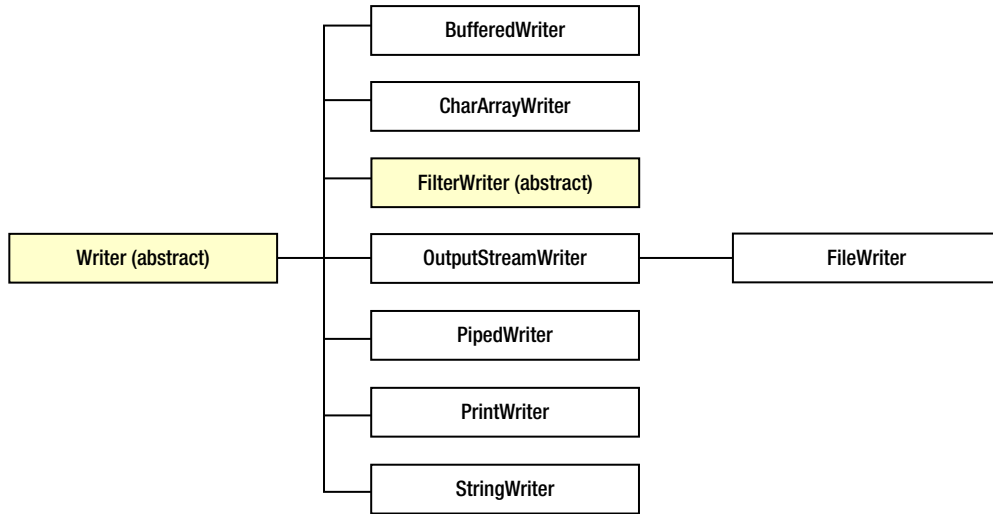 BufferedWriter
CharArrayWriter
FilterWriter (abstract)
Writer (abstract)
OutputStreamWriter
FileWriter
PipedWriter
PrintWriter
StringWriter